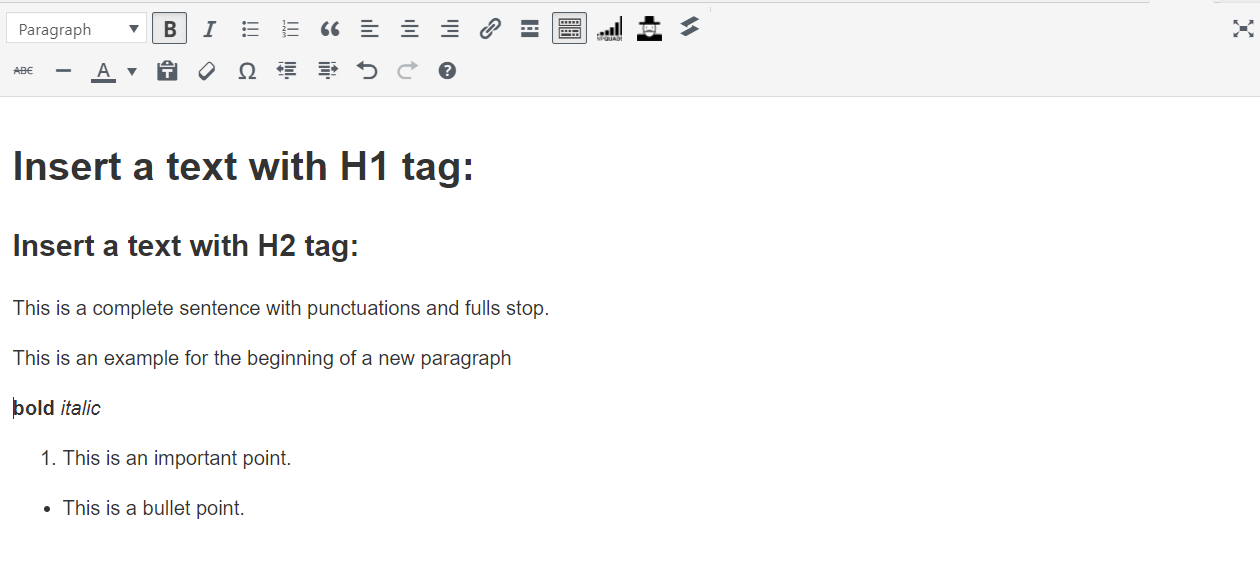 Paragraph
B I
ABC A Ω
Insert a text with H1 tag:
Insert a text with H2 tag:
This is a complete sentence with punctuations and fulls stop.
This is an example for the beginning of a new paragraph
bold italic
1. This is an important point.
• This is a bullet point.